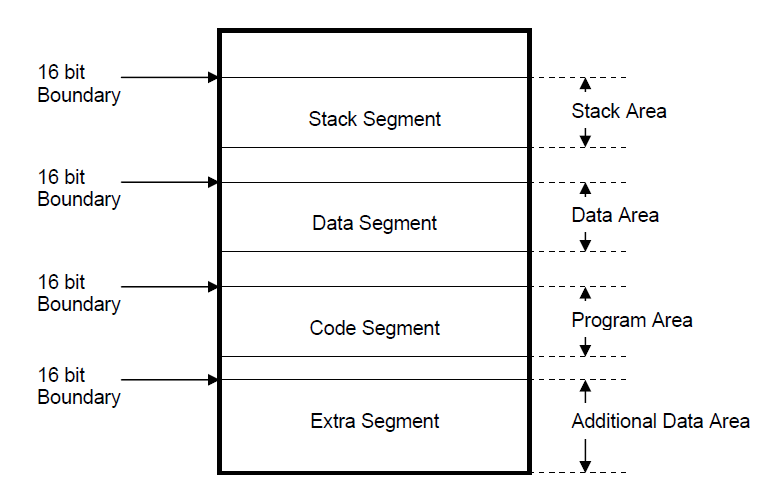 16 bit
Boundary
Stack Segment
Stack Area
16 bit
Boundary
Data Segment
Data Area
16 bit
Boundary
Code Segment
Program Area
16 bit
Boundary
Extra Segment
Additional Data Area